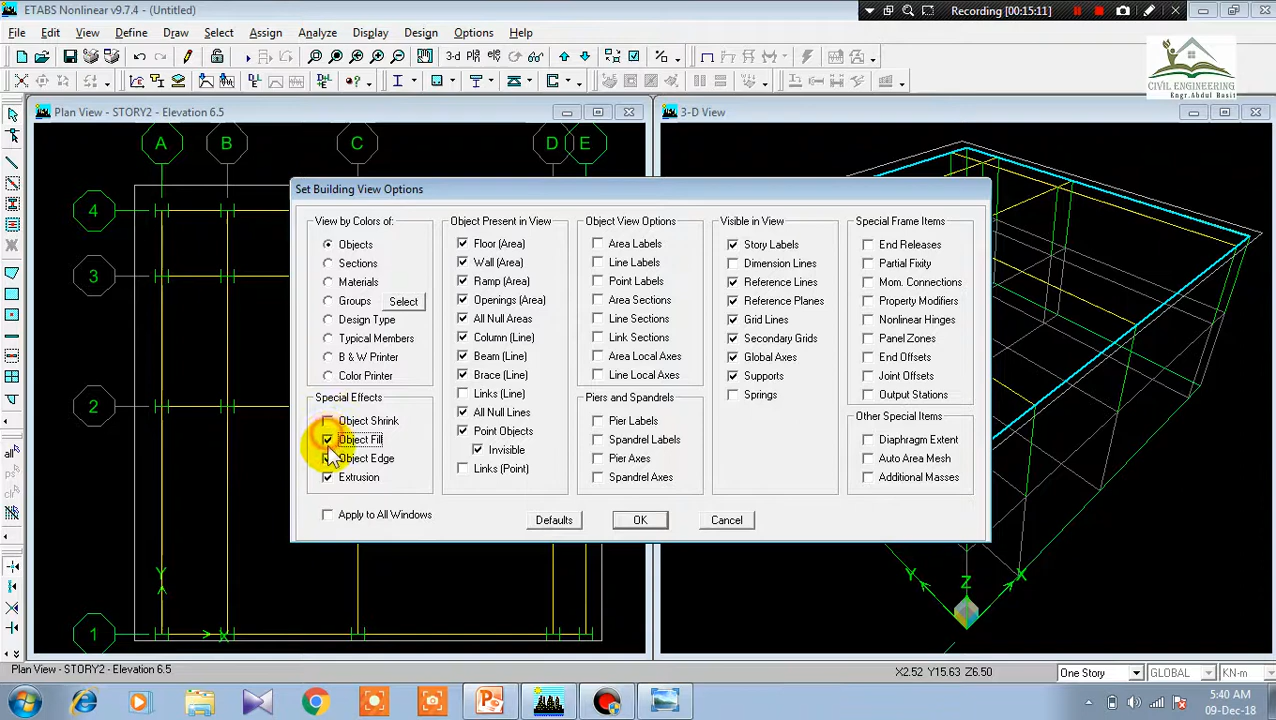 ETABS Nonlinear v9.7.4 - (Untitled)
Recording [00:15:11]
File Edit View Define Draw Select Assign Analyze Display Design Options Help
3-d
CIVIL ENGINEERING
Engr.Abdul Basit
Plan View - STORY2 - Elevation 6.5
3-D View
A B C D E
4
3
2
1
Y
X
Set Building View Options
View by Colors of:
Objects
Sections
Materials
Groups Select
Design Type
Typical Members
B & W Printer
Color Printer
Special Effects
Object Shrink
Object Fill
Object Edge
Extrusion
Apply to All Windows
Object Present in View
Floor (Area)
Wall (Area)
Ramp (Area)
Openings (Area)
All Null Areas
Column (Line)
Beam (Line)
Brace (Line)
Links (Line)
All Null Lines
Point Objects
Invisible
Links (Point)
Object View Options
Area Labels
Line Labels
Point Labels
Area Sections
Line Sections
Link Sections
Area Local Axes
Line Local Axes
Piers and Spandrels
Pier Labels
Spandrel Labels
Pier Axes
Spandrel Axes
Visible in View
Story Labels
Dimension Lines
Reference Lines
Reference Planes
Grid Lines
Secondary Grids
Global Axes
Supports
Springs
Special Frame Items
End Releases
Partial Fixity
Mom. Connections
Property Modifiers
Nonlinear Hinges
Panel Zones
End Offsets
Joint Offsets
Output Stations
Other Special Items
Diaphragm Extent
Auto Area Mesh
Additional Masses
Defaults OK Cancel
Y Z X
all
Plan View - STORY2 - Elevation 6.5
X2.52 Y15.63 Z6.50
One Story
GLOBAL
KN-m
5:40 AM
09-Dec-18